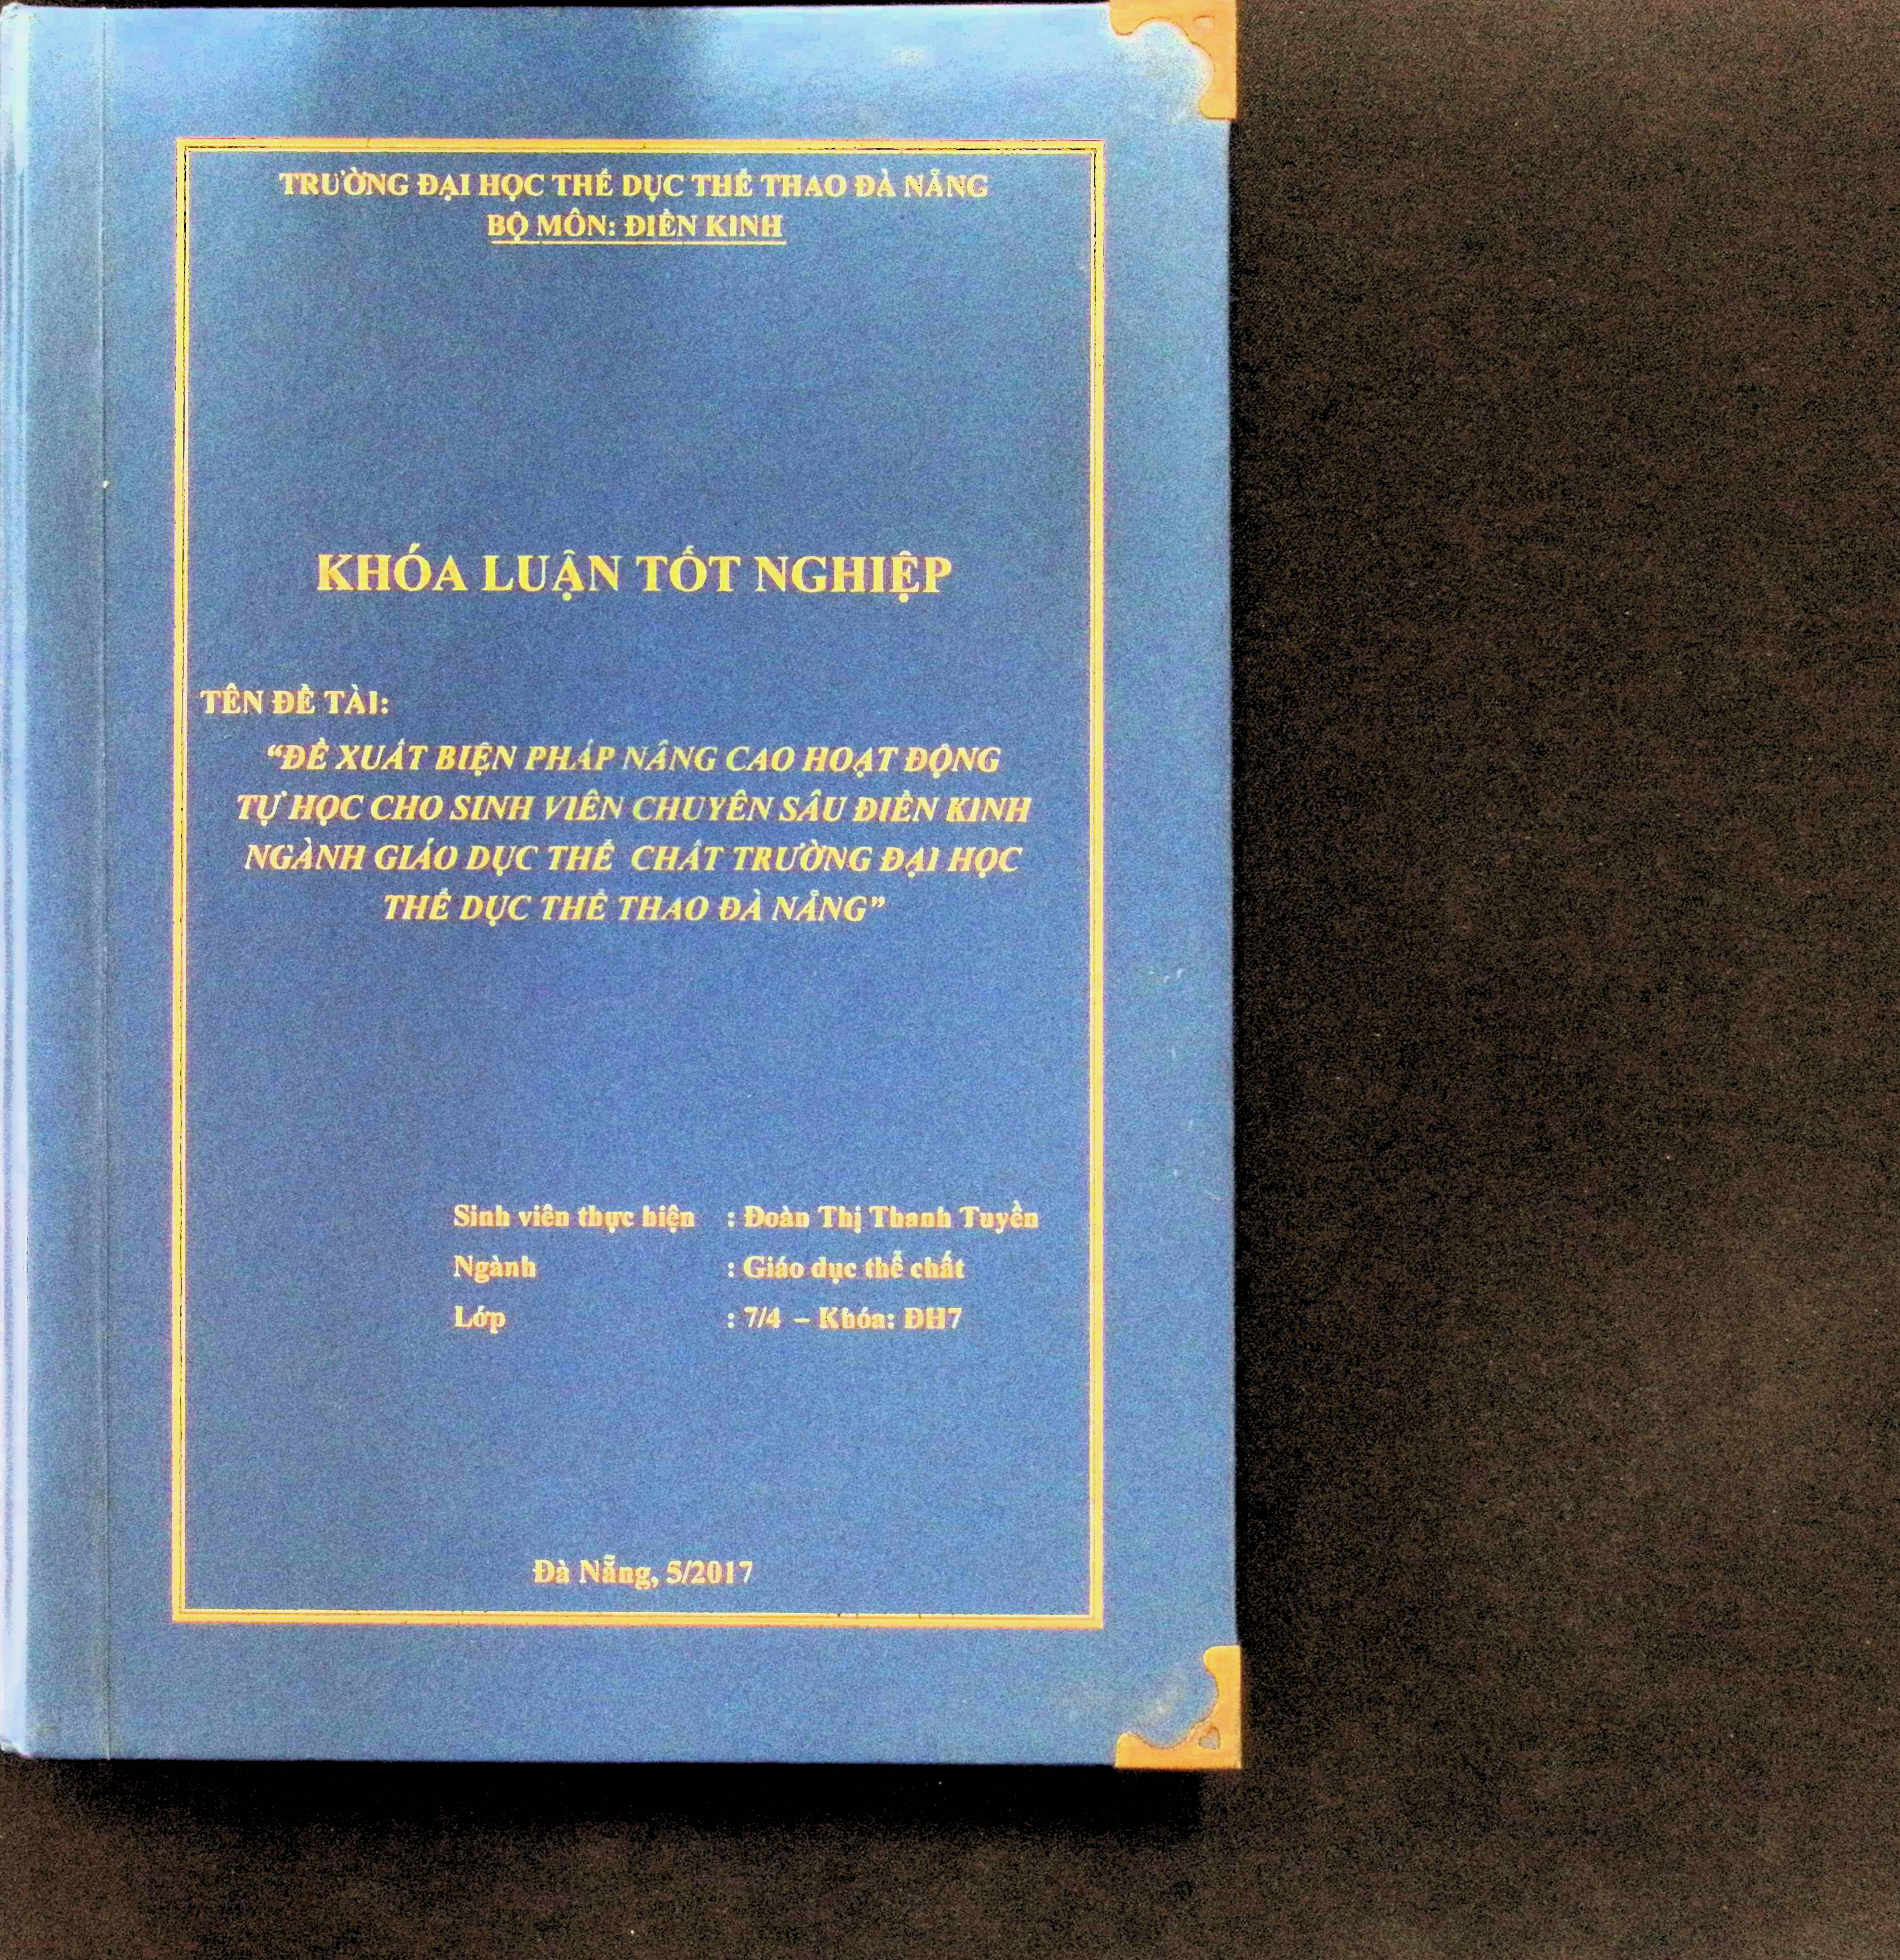 TRƯỜNG ĐẠI HỌC THỂ DỤC THỂ THAO ĐÀ NẴNG
BỘ MÔN: ĐIỀN KINH
KHÓA LUẬN TỐT NGHIỆP
TÊN ĐỀ TÀI:
“ĐỀ XUẤT BIỆN PHÁP NÂNG CAO HOẠT ĐỘNG
TỰ HỌC CHO SINH VIÊN CHUYÊN SÂU ĐIỀN KINH
NGÀNH GIÁO DỤC THỂ CHẤT TRƯỜNG ĐẠI HỌC
THỂ DỤC THỂ THAO ĐÀ NẴNG”
Sinh viên thực hiện : Đoàn Thị Thanh Tuyền
Ngành : Giáo dục thể chất
Lớp : 7/4 – Khóa: ĐH7
Đà Nẵng, 5/2017